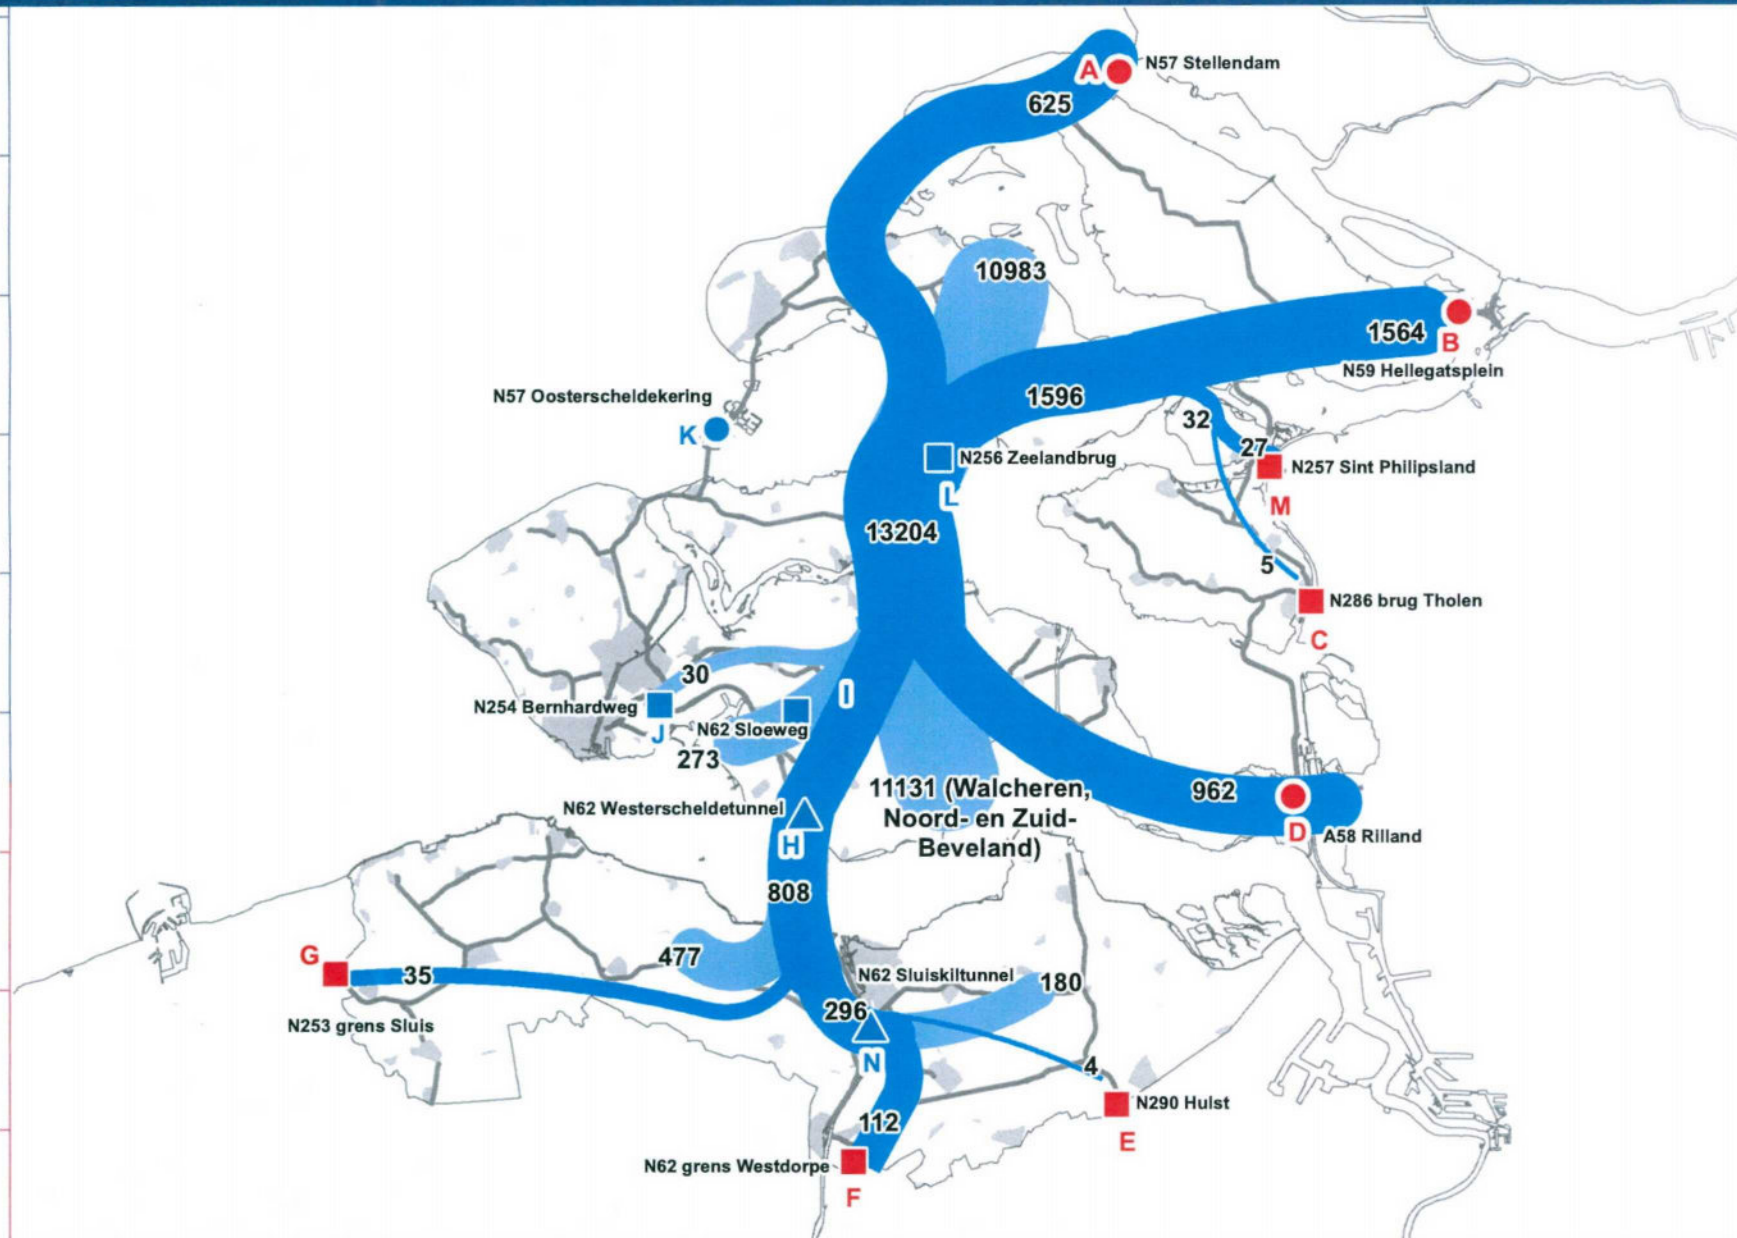 A
N57 Stellendam
625
10983
1564
B
N59 Hellegatsplein
1596
N57 Oosterscheldekering
K
32
27
N256 Zeelandbrug
N257 Sint Philipsland
L
M
13204
5
N286 brug Tholen
C
30
I
N254 Bernhardweg
J
N62 Sloeweg
273
11131 (Walcheren,
Noord- en Zuid-
Beveland)
962
N62 Westerscheldetunnel
H
D
A58 Rilland
808
G
477
35
N62 Sluiskiltunnel
180
296
N253 grens Sluis
N
4
N290 Hulst
112
E
N62 grens Westdorpe
F